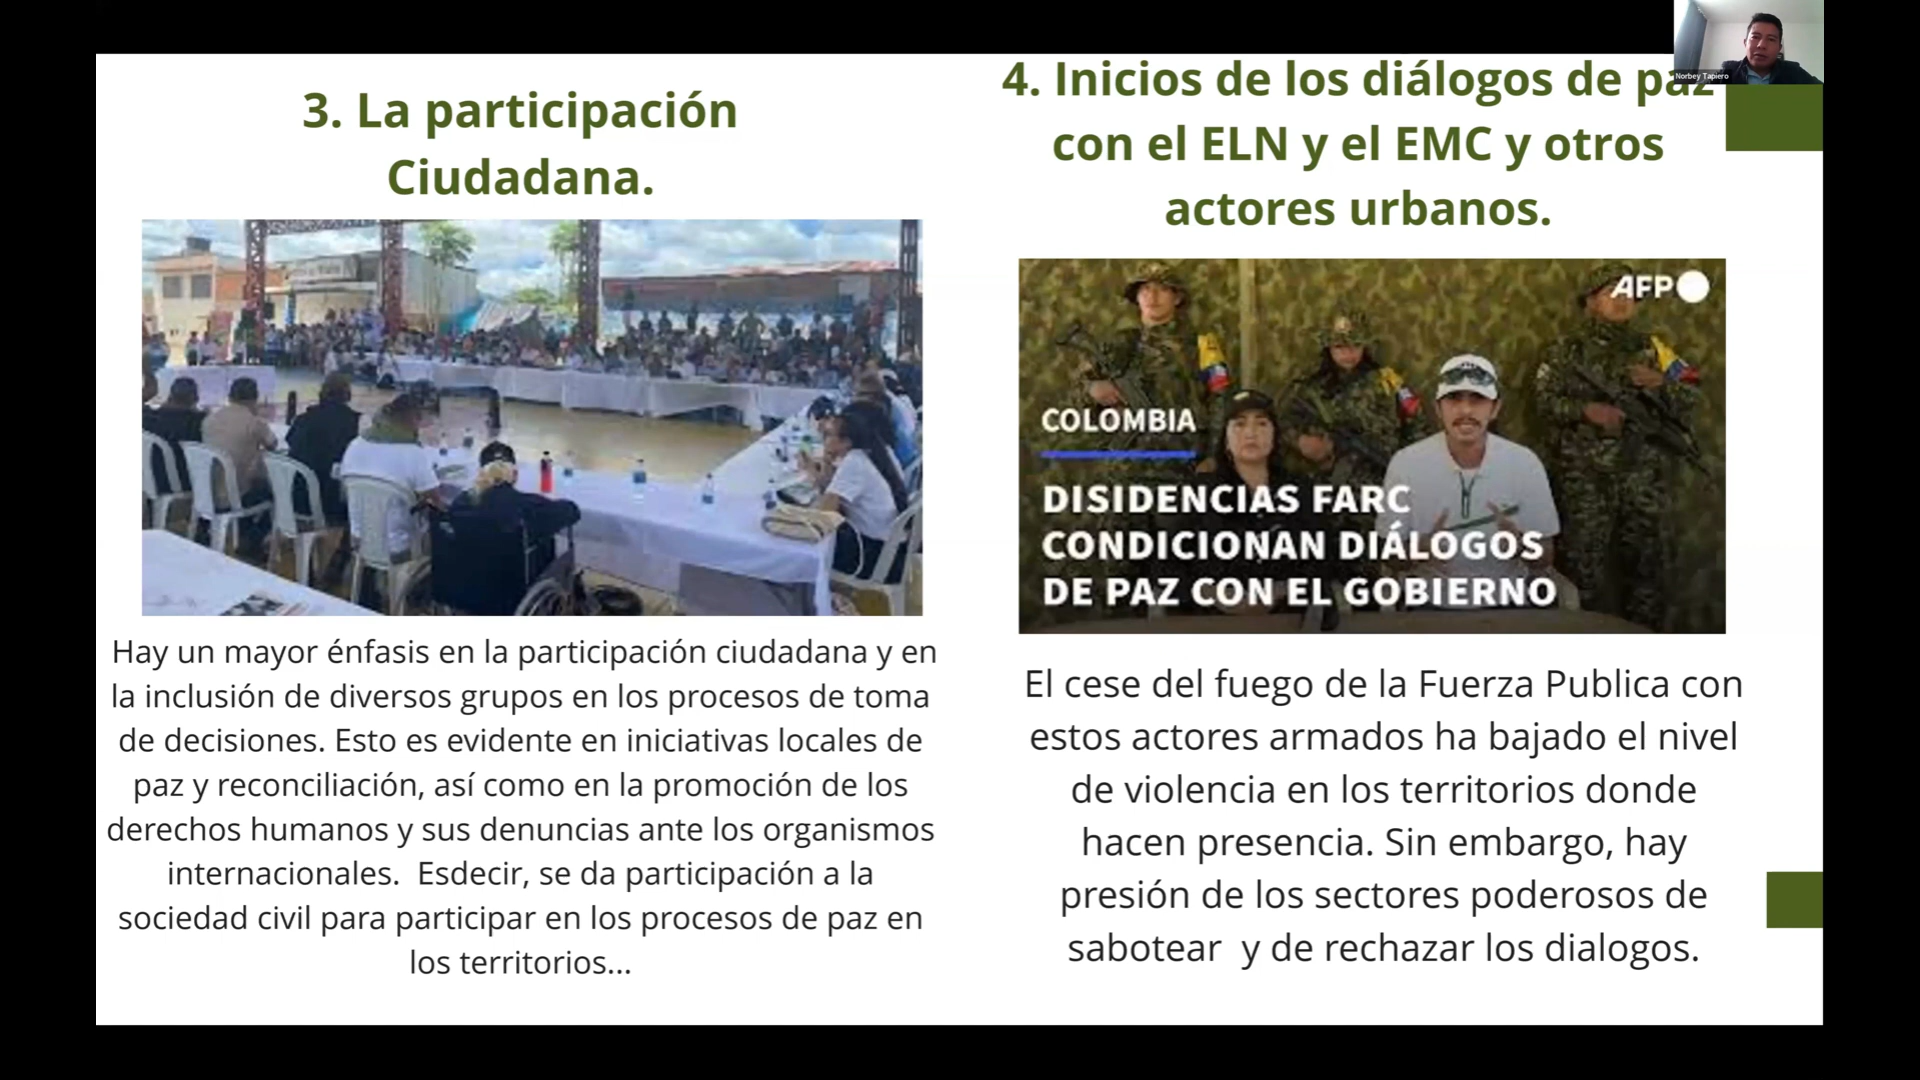 3. La participación
Ciudadana.
Hay un mayor énfasis en la participación ciudadana y en
la inclusión de diversos grupos en los procesos de toma
de decisiones. Esto es evidente en iniciativas locales de
paz y reconciliación, así como en la promoción de los
derechos humanos y sus denuncias ante los organismos
internacionales.  Esdecir, se da participación a la
sociedad civil para participar en los procesos de paz en
los territorios...
4. Inicios de los diálogos de paz
con el ELN y el EMC y otros
actores urbanos.
AFP
COLOMBIA
DISIDENCIAS FARC
CONDICIONAN DIÁLOGOS
DE PAZ CON EL GOBIERNO
El cese del fuego de la Fuerza Publica con
estos actores armados ha bajado el nivel
de violencia en los territorios donde
hacen presencia. Sin embargo, hay
presión de los sectores poderosos de
sabotear  y de rechazar los dialogos.
Norbey Tapiero